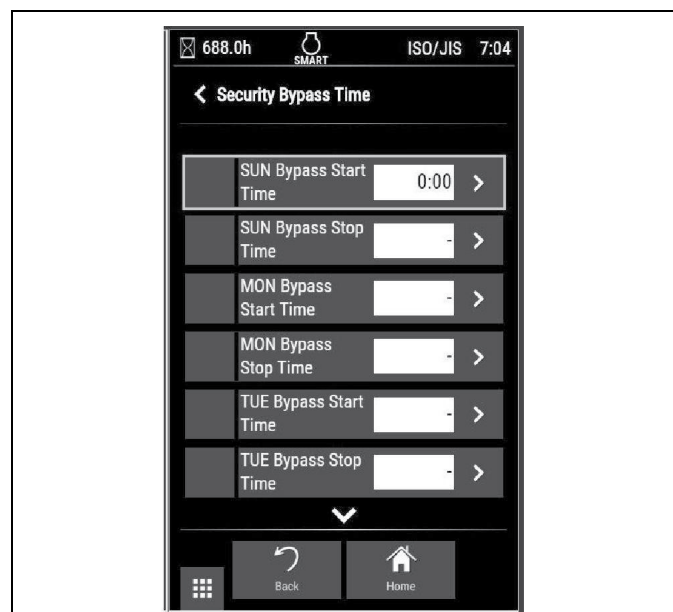 688.0h SMART ISO/JIS 7:04
Security Bypass Time
SUN Bypass Start
Time
0:00
SUN Bypass Stop
Time
-
MON Bypass
Start Time
-
MON Bypass
Stop Time
-
TUE Bypass Start
Time
-
TUE Bypass Stop
Time
-
Back Home